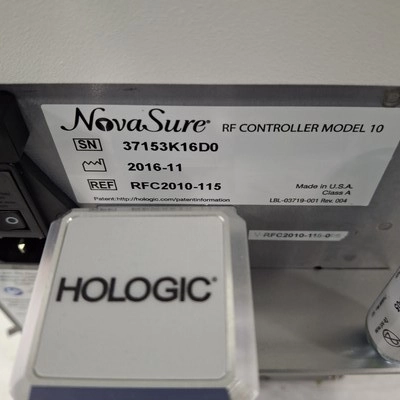 NovaSure® RF CONTROLLER MODEL 10
SN 37153K16D0
2016-11
REF RFC2010-115
Patent: http://hologic.com/patentinformation
Made in U.S.A.
Class A
LBL-03719-001 Rev. 004
RFC2010-115
HOLOGIC®